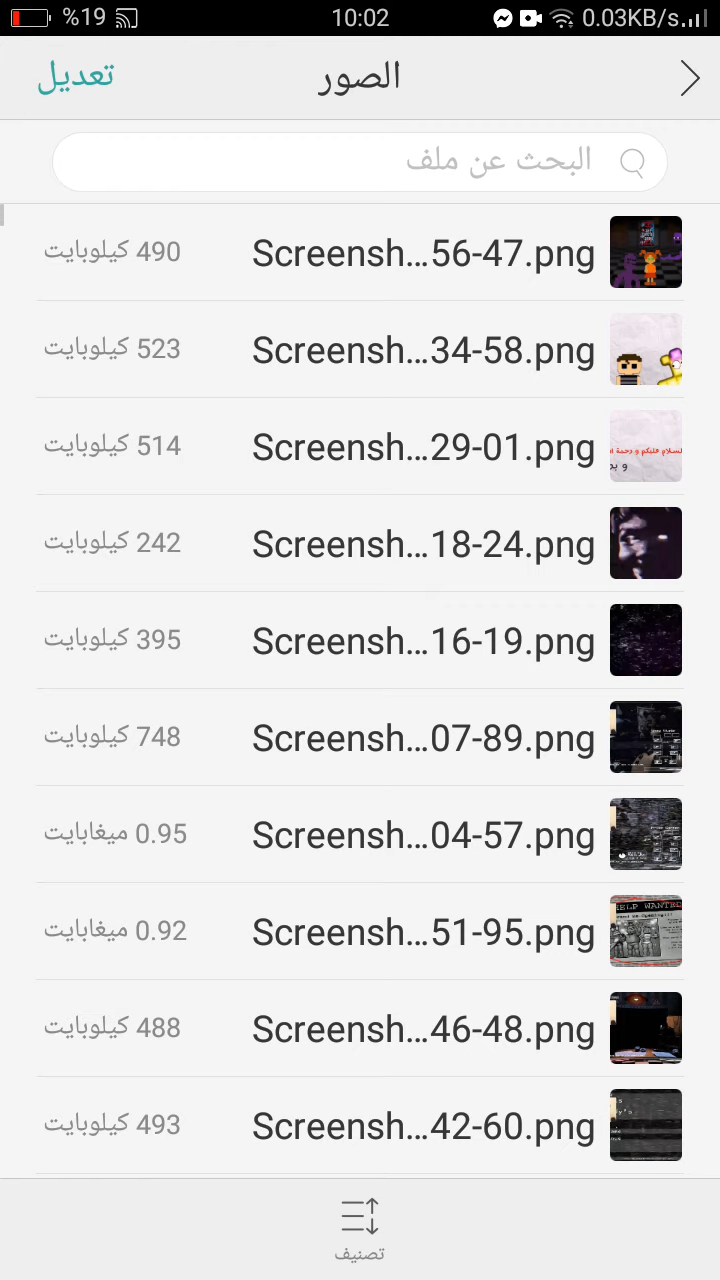 %19 10:02 0.03KB/s
تعديل الصور
البحث عن ملف
Screensh...56-47.png 490 كيلوبايت
Screensh...34-58.png 523 كيلوبايت
Screensh...29-01.png 514 كيلوبايت
Screensh...18-24.png 242 كيلوبايت
Screensh...16-19.png 395 كيلوبايت
Screensh...07-89.png 748 كيلوبايت
Screensh...04-57.png 0.95 ميغابايت
Screensh...51-95.png 0.92 ميغابايت
HELP WANTED
Screensh...46-48.png 488 كيلوبايت
Screensh...42-60.png 493 كيلوبايت
تصنيف